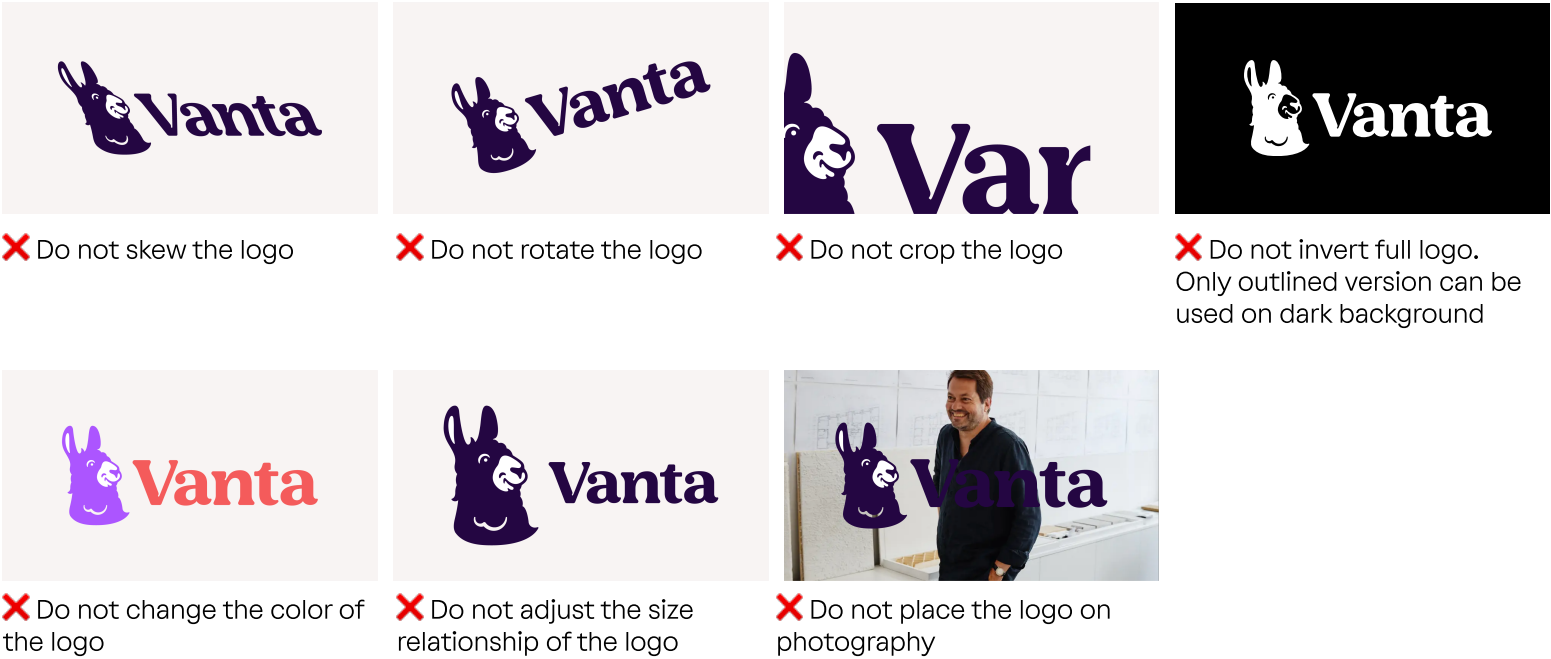 Vanta
Vanta
Var
Vanta
❌ Do not skew the logo
❌ Do not rotate the logo
❌ Do not crop the logo
❌ Do not invert full logo.
Only outlined version can be
used on dark background
Vanta
Vanta
Vanta
❌ Do not change the color of
the logo
❌ Do not adjust the size
relationship of the logo
❌ Do not place the logo on
photography